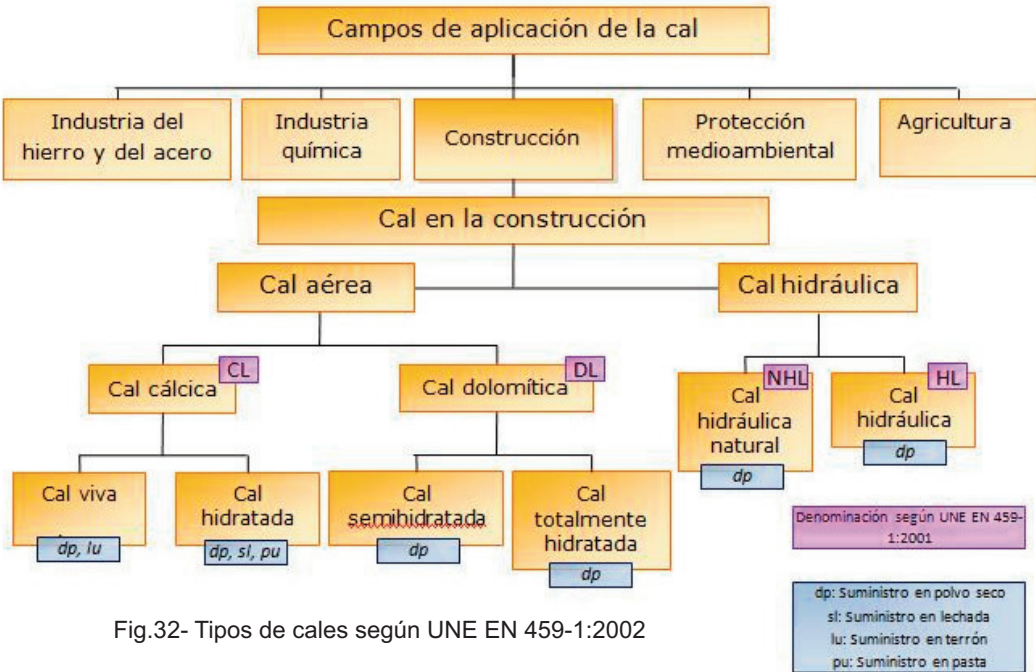 Campos de aplicación de la cal
Industria del
hierro y del acero
Industria
química
Construcción
Protección
medioambiental
Agricultura
Cal en la construcción
Cal aérea
Cal hidráulica
Cal cálcica
CL
Cal dolomítica
DL
Cal
hidráulica
natural
NHL
dp
Cal
hidráulica
HL
dp
Cal viva
dp, lu
Cal
hidratada
dp, sl, pu
Cal
semihidratada
dp
Cal
totalmente
hidratada
dp
Denominación según UNE EN 459-
1:2001
dp: Suministro en polvo seco
sl: Suministro en lechada
lu: Suministro en terrón
pu: Suministro en pasta
Fig.32- Tipos de cales según UNE EN 459-1:2002